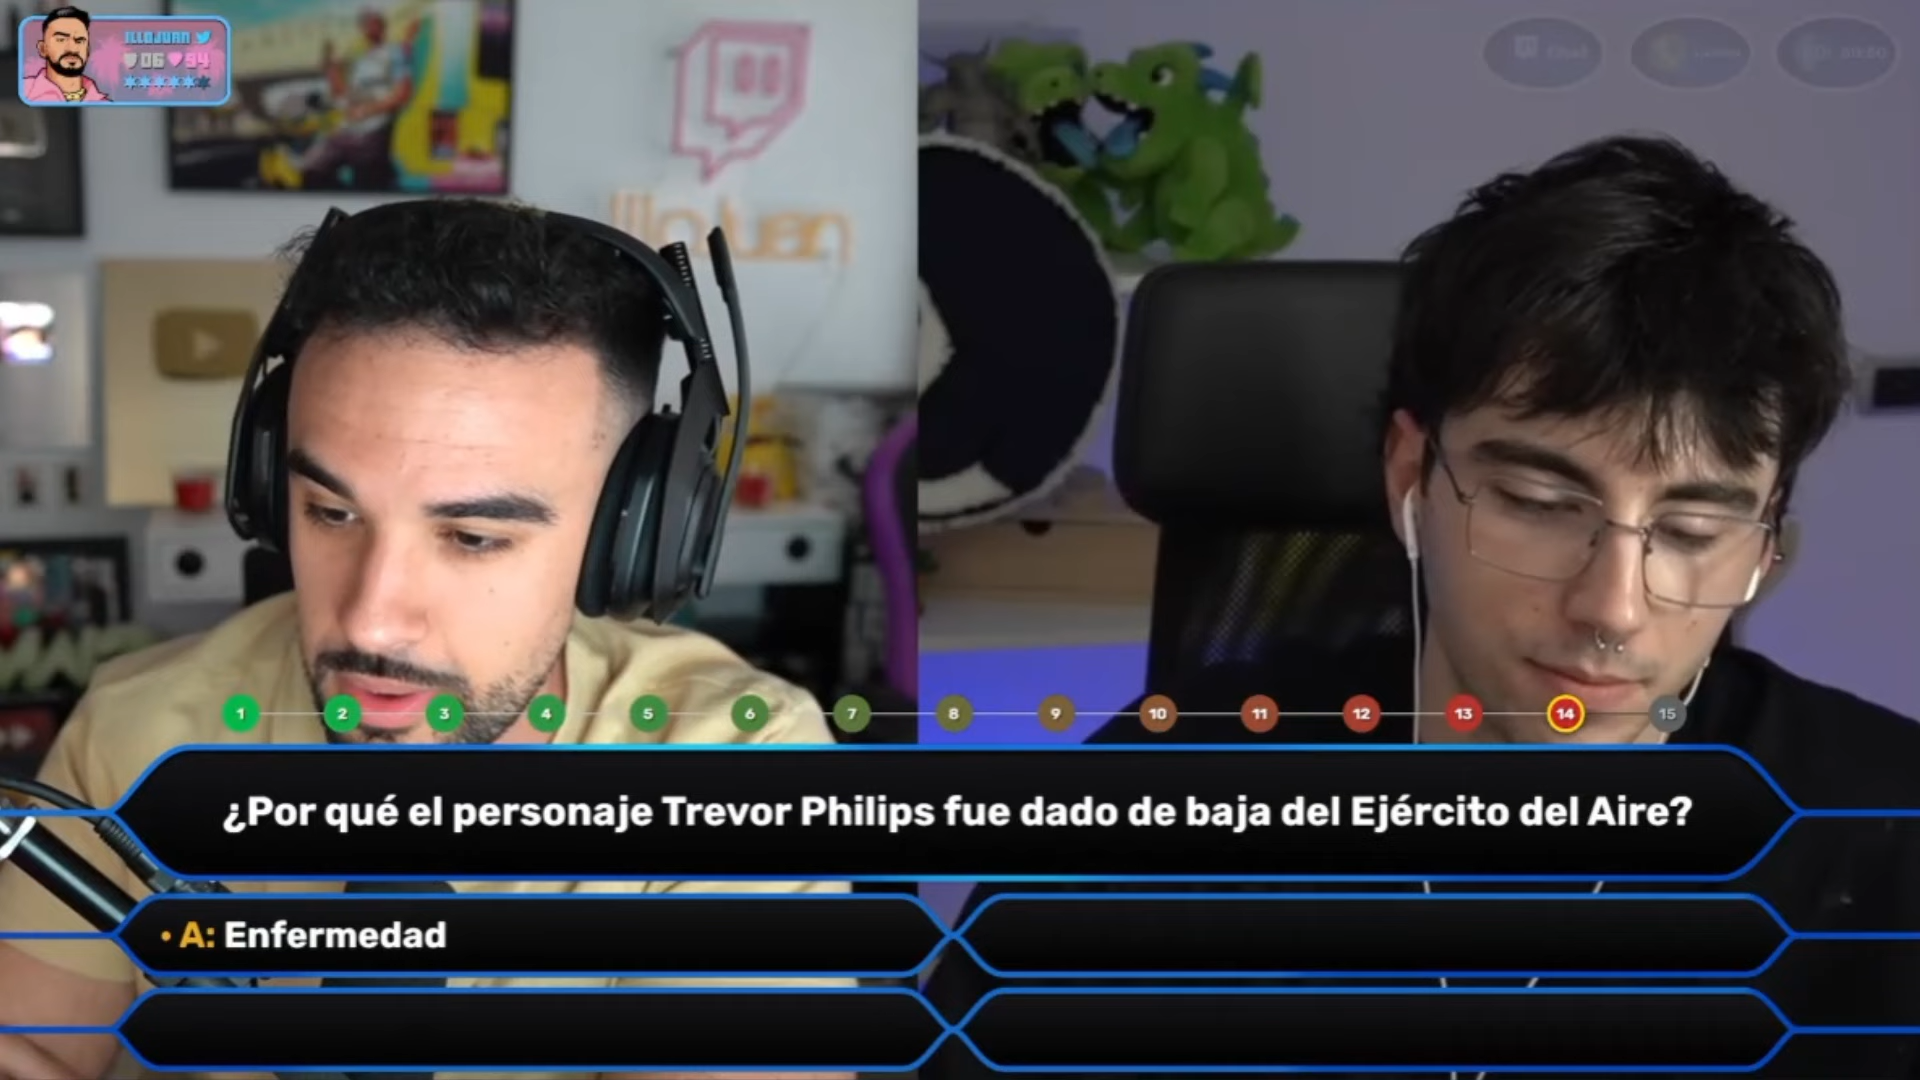 ILLOJUAN
06 94
IlloJuan
1 2 3 4 5 6 7 8 9 10 11 12 13 14 15
¿Por qué el personaje Trevor Philips fue dado de baja del Ejército del Aire?
• A: Enfermedad